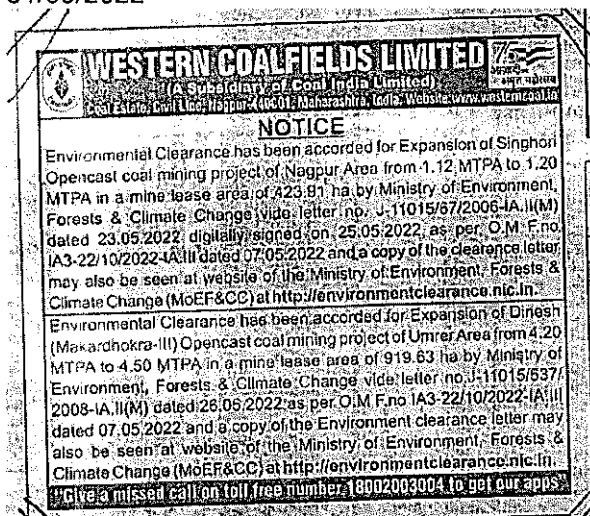 WESTERN COALFIELDS LIMITED
(A Subsidiary of Coal India Limited)
Coal Estate, Civil Line, Nagpur-440001, Maharashtra, India, Website:www.westerncoal.in
75
NOTICE
Environmental Clearance has been accorded for Expansion of Singhori
Opencast coal mining project of Nagpur Area from 1.12 MTPA to 1.20
MTPA in a mine lease area of 423.91 ha by Ministry of Environment,
Forests & Climate Change vide letter no. J-11015/67/2006-IA.II(M)
dated 23.05.2022 digitally signed on 25.05.2022 as per O.M F.no
IA3-22/10/2022-IA.III dated 07.05.2022 and a copy of the clearance letter
may also be seen at website of the Ministry of Environment, Forests &
Climate Change (MoEF&CC) at http://environmentclearance.nic.in.
Environmental Clearance has been accorded for Expansion of Dinesh
(Makardhokra-III) Opencast coal mining project of Umrer Area from 4.20
MTPA to 4.50 MTPA in a mine lease area of 919.63 ha by Ministry of
Environment, Forests & Climate Change vide letter no.J-11015/537/
2008-IA.II(M) dated 26.05.2022 as per O.M F.no IA3-22/10/2022-IA.III
dated 07.05.2022 and a copy of the Environment clearance letter may
also be seen at website of the Ministry of Environment, Forests &
Climate Change (MoEF&CC) at http://environmentclearance.nic.in.
"Give a missed call on toll free number 18002003004 to get our apps"